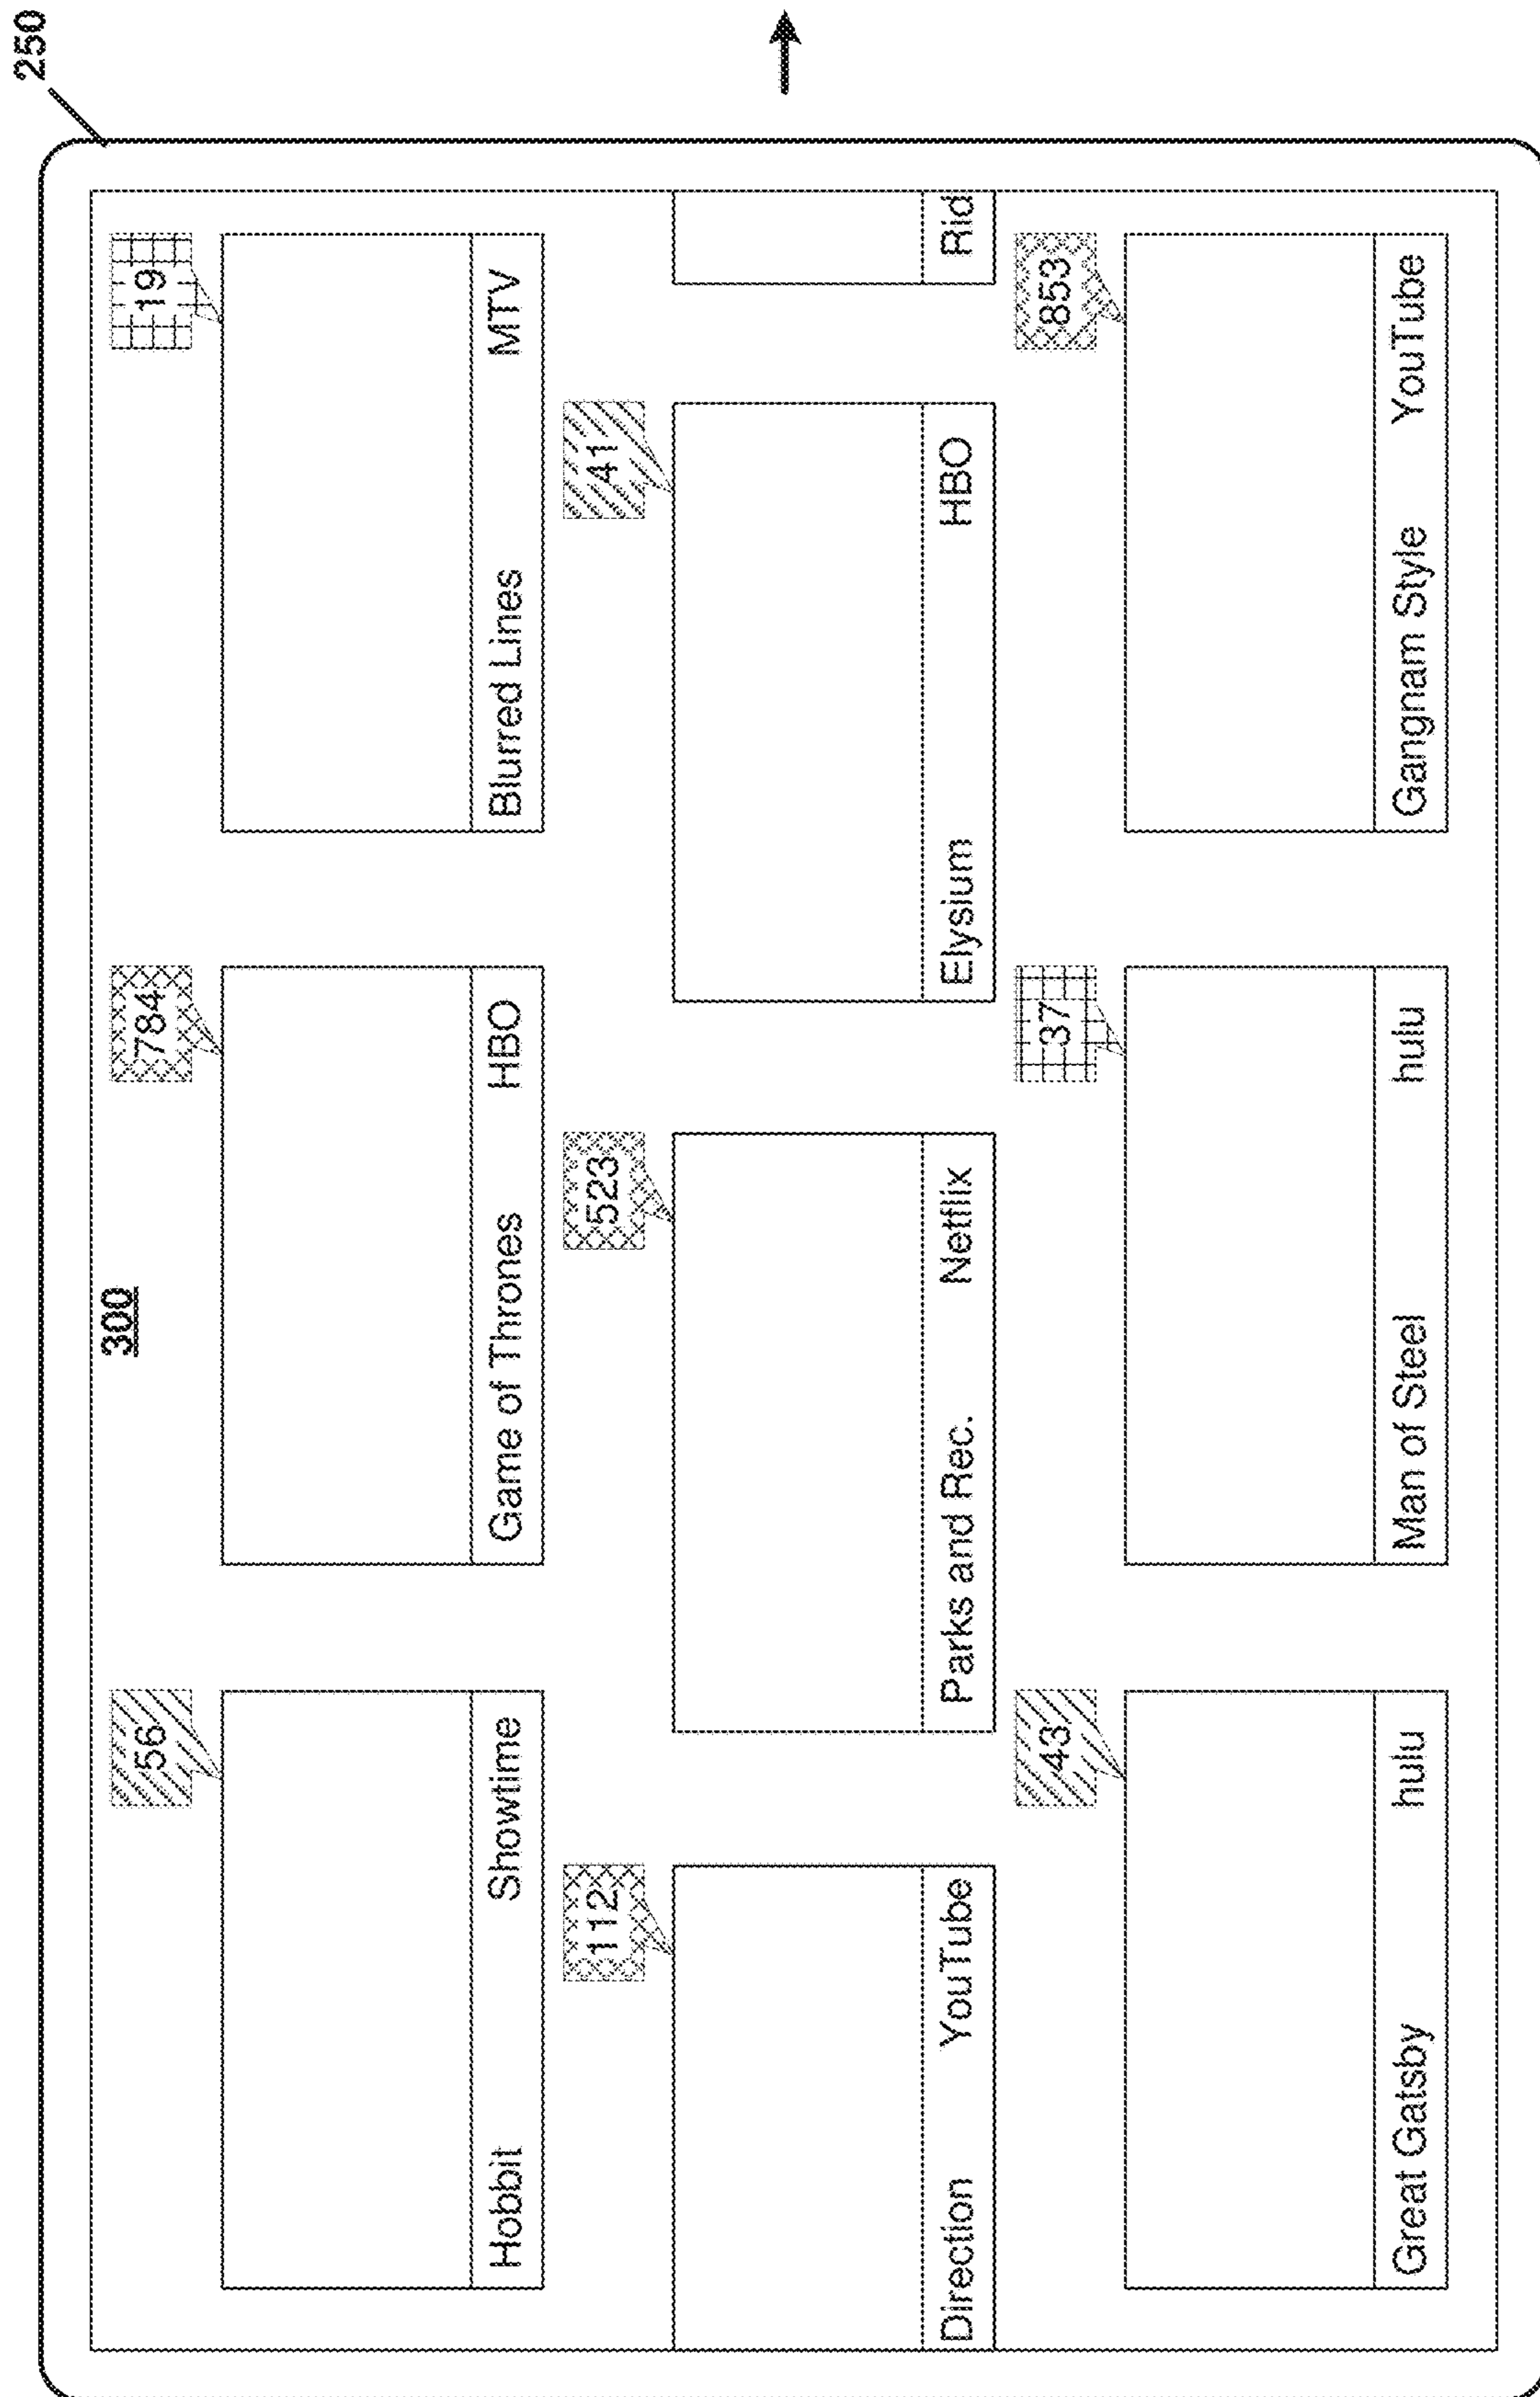 250
300
56
784
19
Hobbit Showtime
Game of Thrones HBO
Blurred Lines MTV
112
523
41
Direction YouTube
Parks and Rec. Netflix
Elysium HBO
Rid
43
37
853
Great Gatsby hulu
Man of Steel hulu
Gangnam Style YouTube